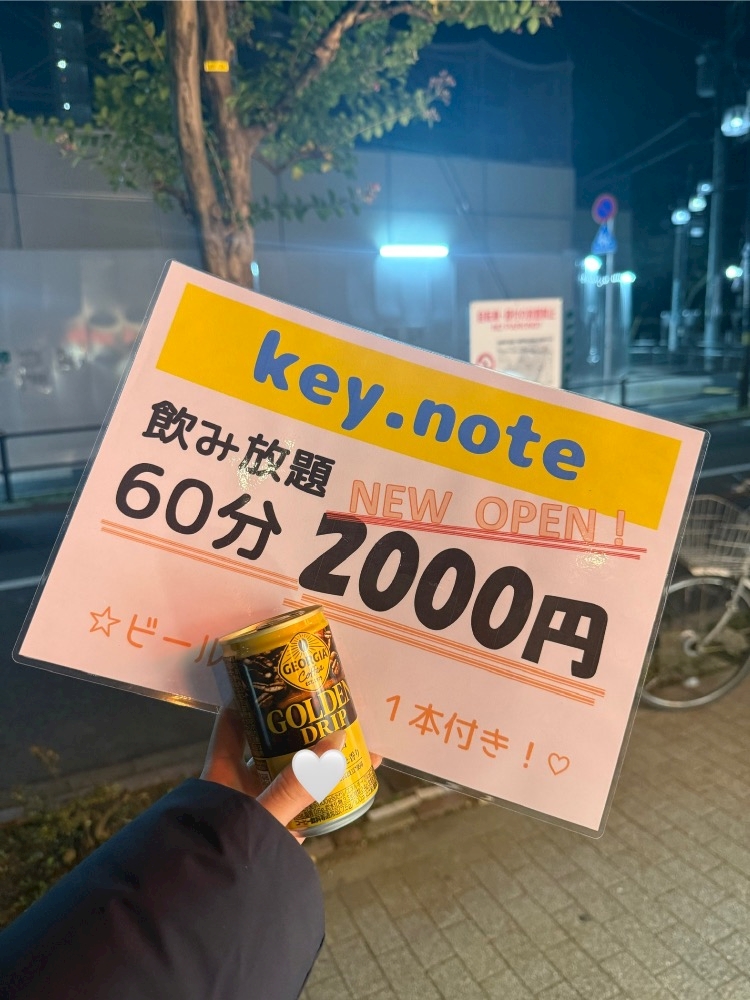 key.note
飲み放題
NEW OPEN!
60分 2000円
☆ビール
1本付き!♡
GEORGIA
Coffee
GOLDEN
DRIP